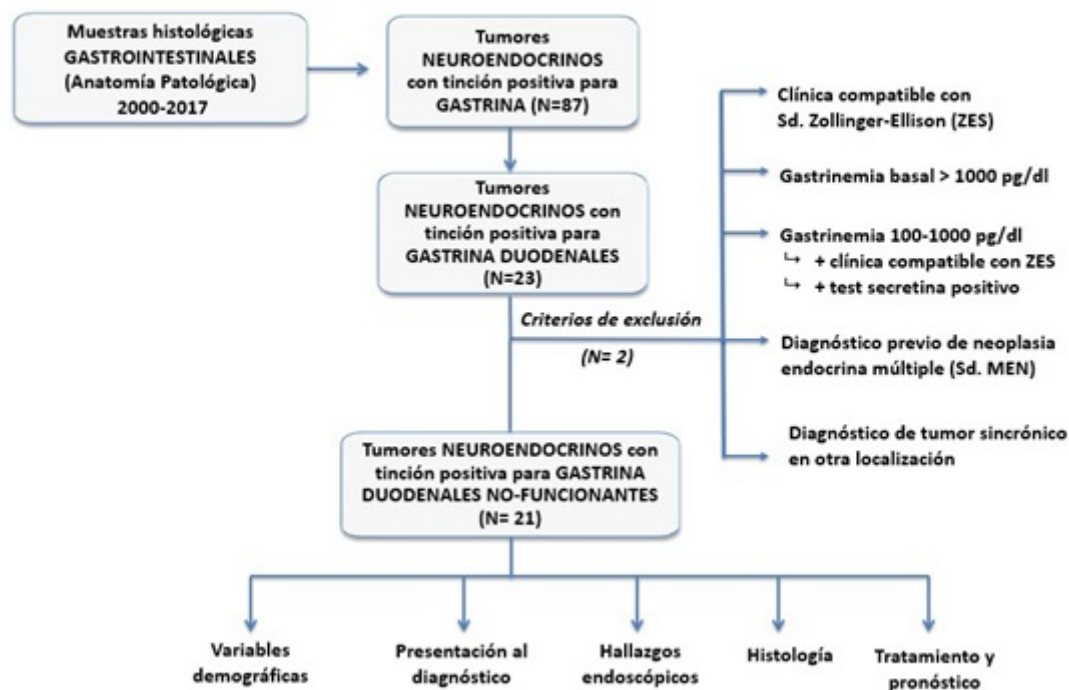 Muestras histológicas
GASTROINTESTINALES
(Anatomía Patológica)
2000-2017
Tumores
NEUROENDOCRINOS
con tinción positiva para
GASTRINA (N=87)
Tumores
NEUROENDOCRINOS con
tinción positiva para
GASTRINA DUODENALES
(N=23)
Criterios de exclusión
(N= 2)
Clínica compatible con
Sd. Zollinger-Ellison (ZES)
Gastrinemia basal > 1000 pg/dl
Gastrinemia 100-1000 pg/dl
↳ + clínica compatible con ZES
↳ + test secretina positivo
Diagnóstico previo de neoplasia
endocrina múltiple (Sd. MEN)
Diagnóstico de tumor sincrónico
en otra localización
Tumores NEUROENDOCRINOS con
tinción positiva para GASTRINA
DUODENALES NO-FUNCIONANTES
(N= 21)
Variables
demográficas
Presentación al
diagnóstico
Hallazgos
endoscópicos
Histología
Tratamiento y
pronóstico